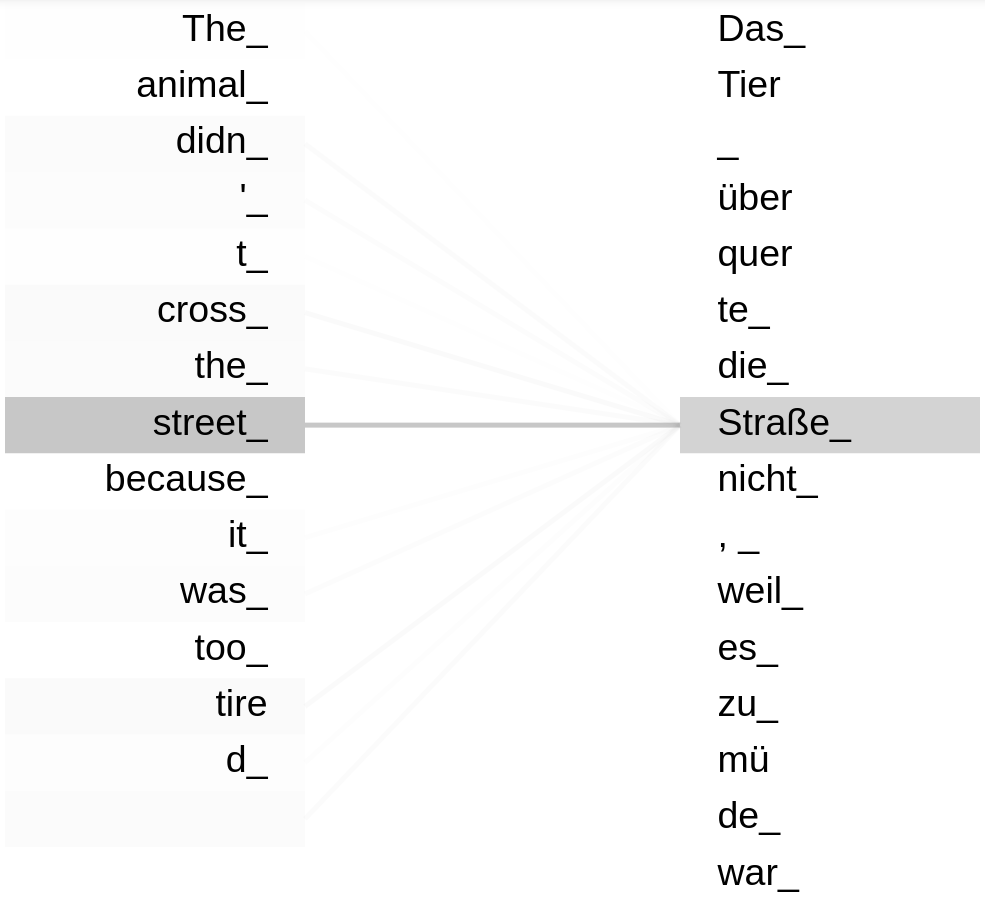 The_ Das_
animal_ Tier
didn_ _
'_ über
t_ quer
cross_ te_
the_ die_
street_ Straße_
because_ nicht_
it_ , _
was_ weil_
too_ es_
tire zu_
d_ mü
de_
war_